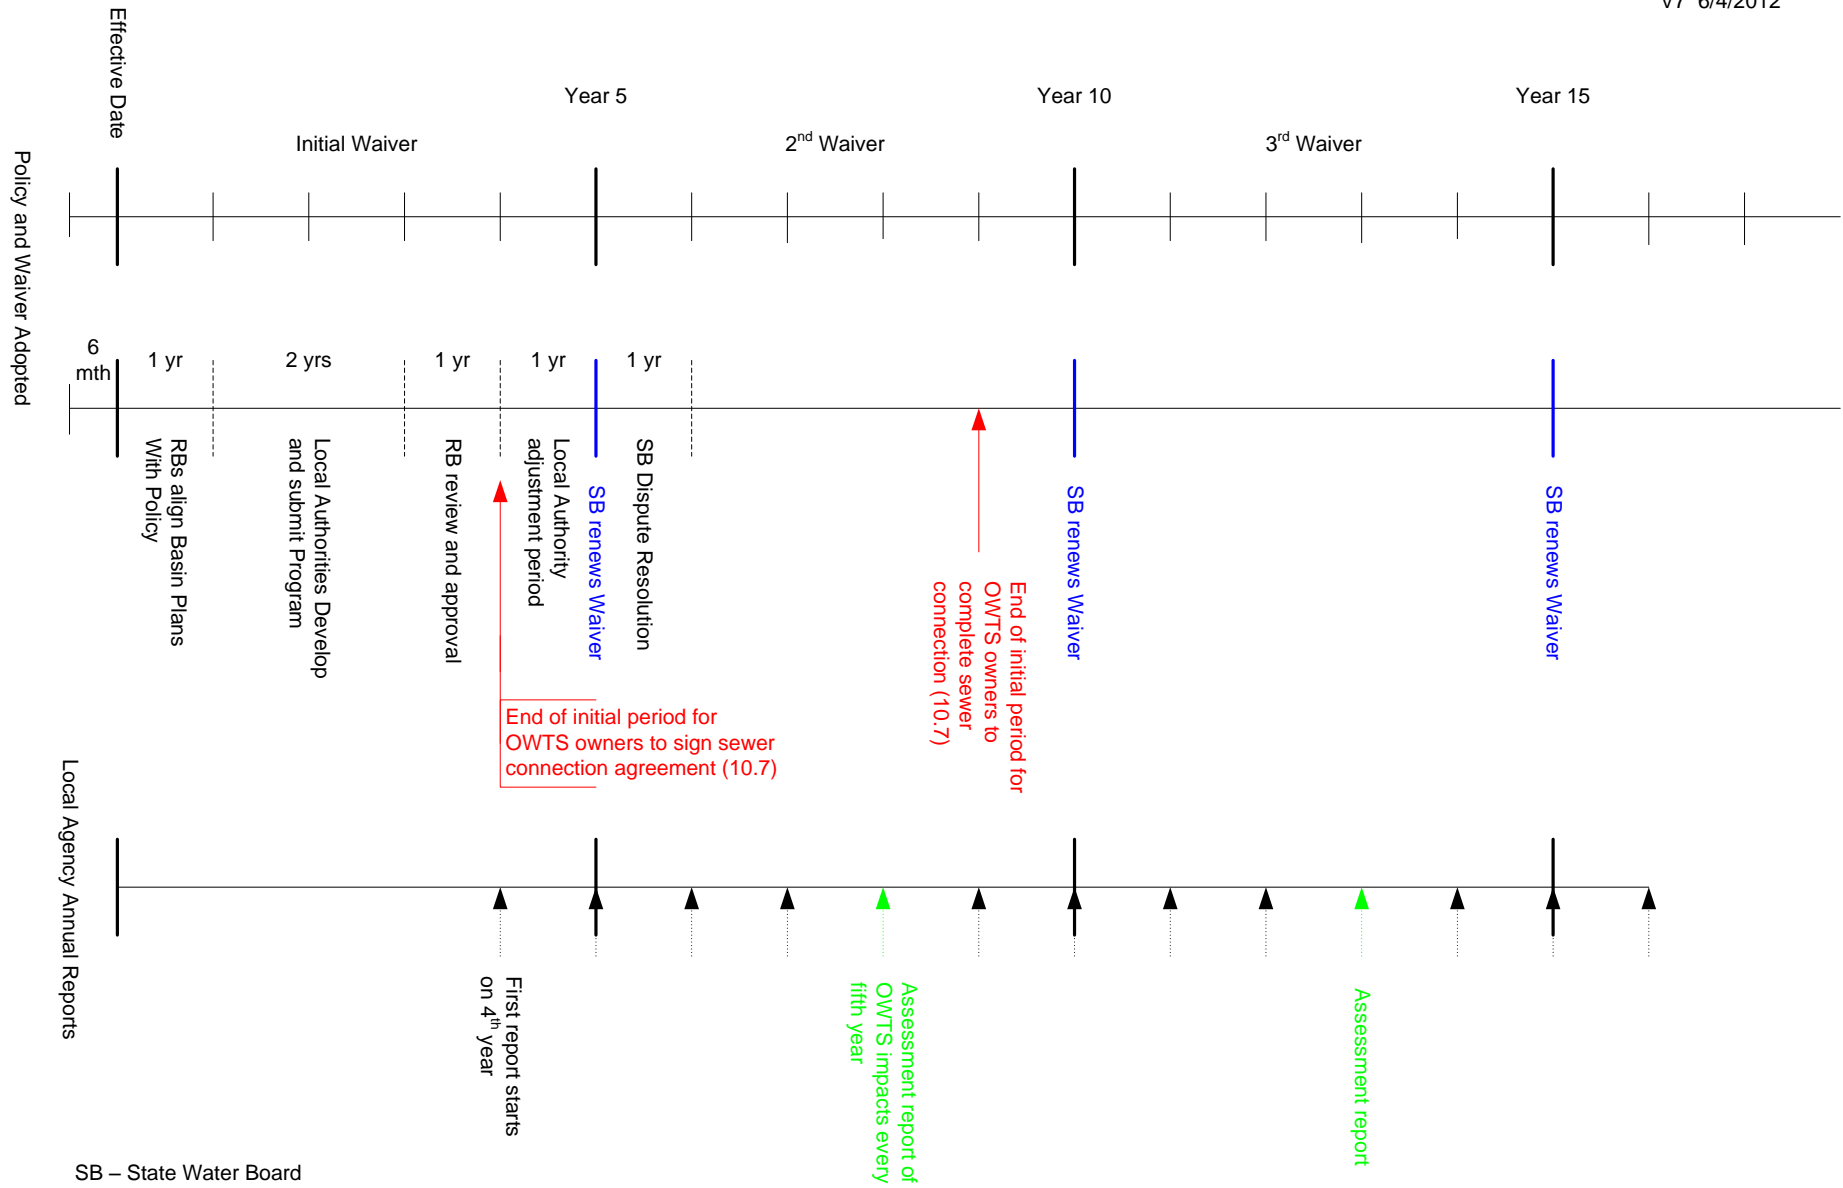 v7 6/4/2012
Effective Date
Year 5
Year 10
Year 15
Initial Waiver
2nd Waiver
3rd Waiver
Policy and Waiver Adopted
6
mth
1 yr
2 yrs
1 yr
1 yr
1 yr
RBs align Basin Plans
With Policy
Local Authorities Develop
and submit Program
RB review and approval
Local Authority
adjustment period
SB renews Waiver
SB Dispute Resolution
End of initial period for
OWTS owners to
complete sewer
connection (10.7)
SB renews Waiver
SB renews Waiver
End of initial period for
OWTS owners to sign sewer
connection agreement (10.7)
Local Agency Annual Reports
First report starts
on 4th year
Assessment report of
OWTS impacts every
fifth year
Assessment report
SB – State Water Board